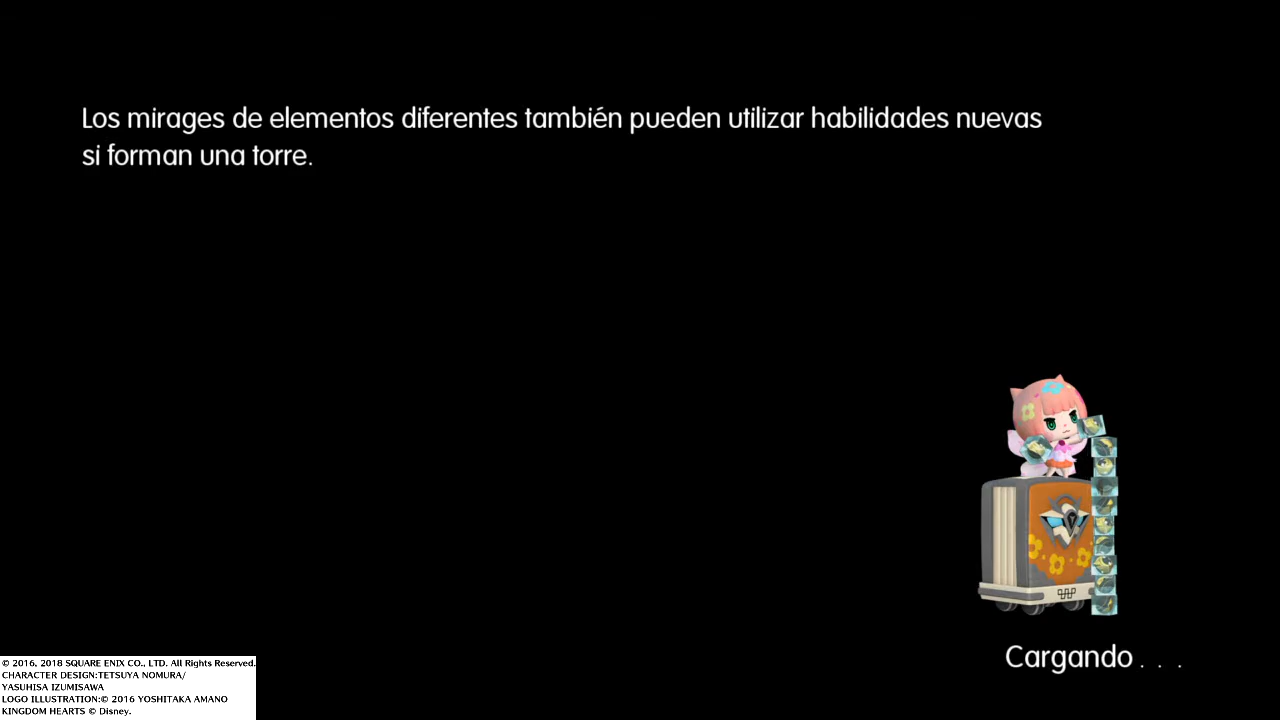 Los mirages de elementos diferentes también pueden utilizar habilidades nuevas
si forman una torre.
Cargando . . .
© 2016, 2018 SQUARE ENIX CO., LTD. All Rights Reserved.
CHARACTER DESIGN:TETSUYA NOMURA/
YASUHISA IZUMISAWA
LOGO ILLUSTRATION:© 2016 YOSHITAKA AMANO
KINGDOM HEARTS © Disney.